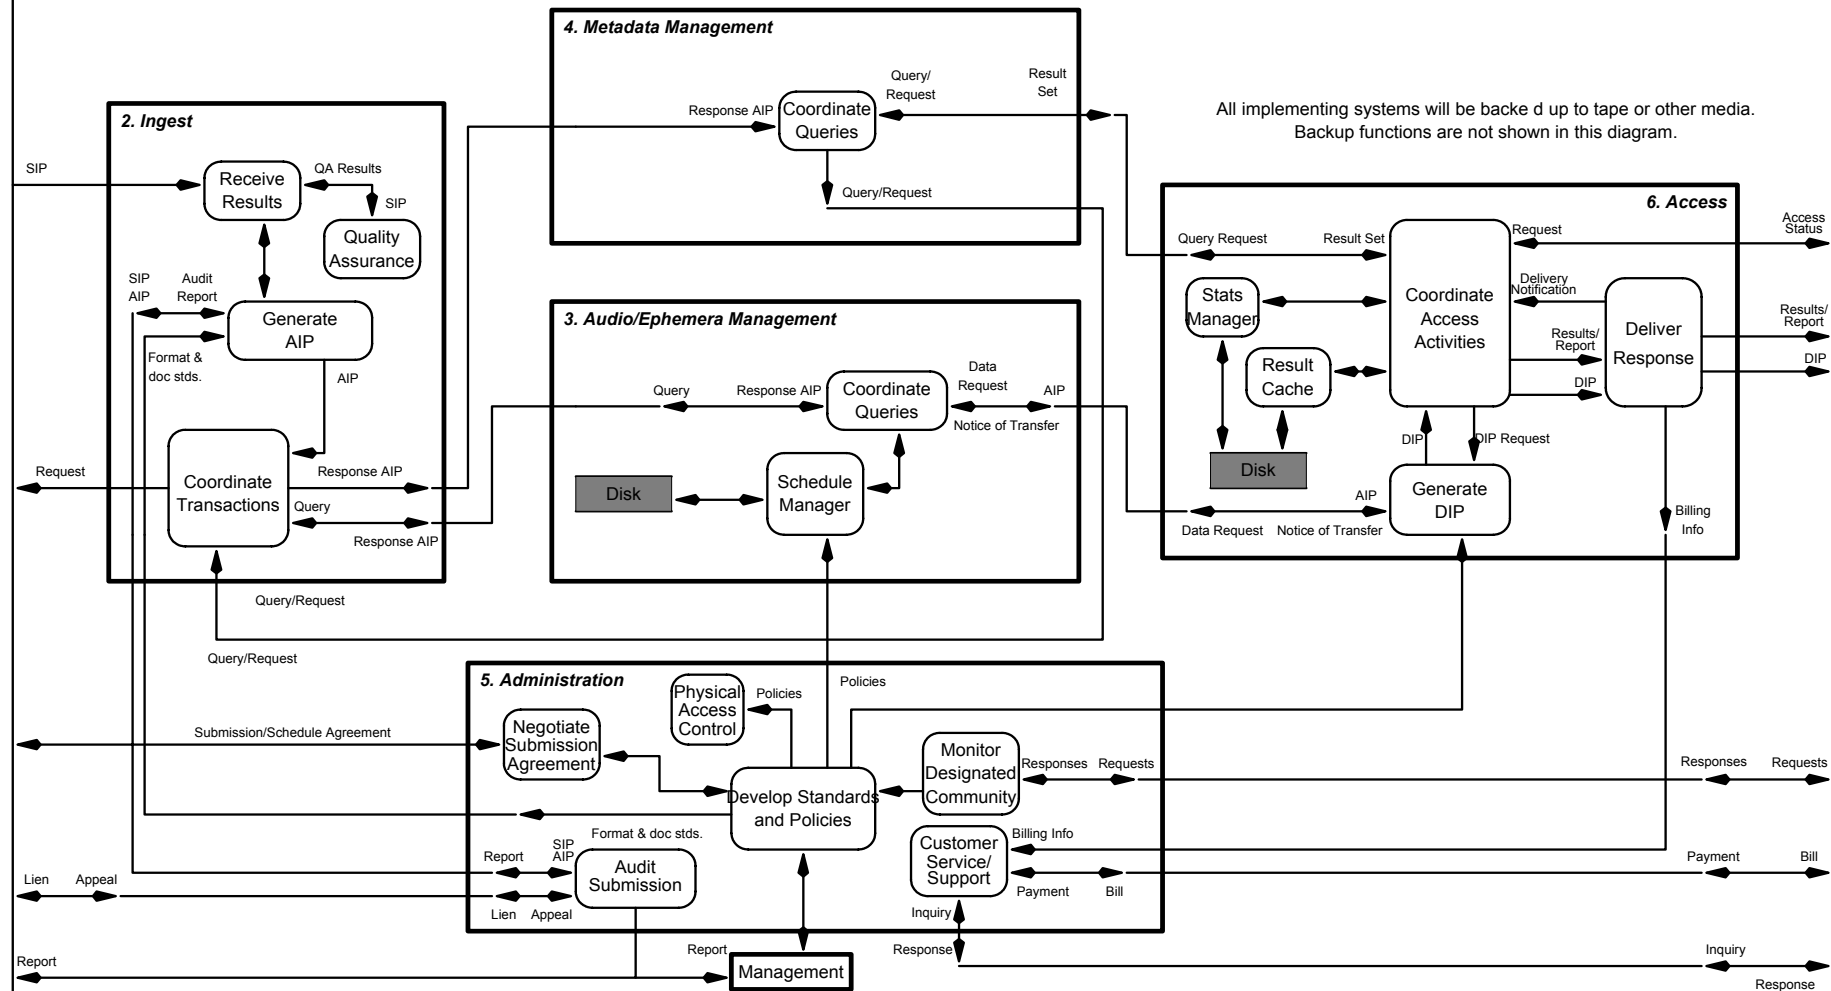 4. Metadata Management
Query/
Request
Result
Set
Response AIP
Coordinate
Queries
Query/Request
All implementing systems will be backe d up to tape or other media.
Backup functions are not shown in this diagram.
2. Ingest
SIP
Receive
Results
QA Results
SIP
Quality
Assurance
SIP
AIP
Audit
Report
Generate
AIP
Format &
doc stds.
AIP
Request
Coordinate
Transactions
Response AIP
Query
Response AIP
Query/Request
Query/Request
3. Audio/Ephemera Management
Query
Response AIP
Coordinate
Queries
Data
Request
AIP
Notice of Transfer
Disk
Schedule
Manager
6. Access
Query Request
Result Set
Request
Access
Status
Stats
Manager
Coordinate
Access
Activities
Delivery
Notification
Deliver
Response
Results/
Report
DIP
Results/
Report
DIP
Result
Cache
Disk
DIP
DIP Request
Generate
DIP
AIP
Data Request
Notice of Transfer
Billing
Info
5. Administration
Physical
Access
Control
Policies
Policies
Submission/Schedule Agreement
Negotiate
Submission
Agreement
Monitor
Designated
Community
Responses
Requests
Responses
Requests
Develop Standards
and Policies
Format & doc stds.
Customer
Service/
Support
Billing Info
Payment
Bill
Payment
Bill
Report
SIP
AIP
Audit
Submission
Lien
Appeal
Lien
Appeal
Inquiry
Response
Inquiry
Response
Report
Report
Management